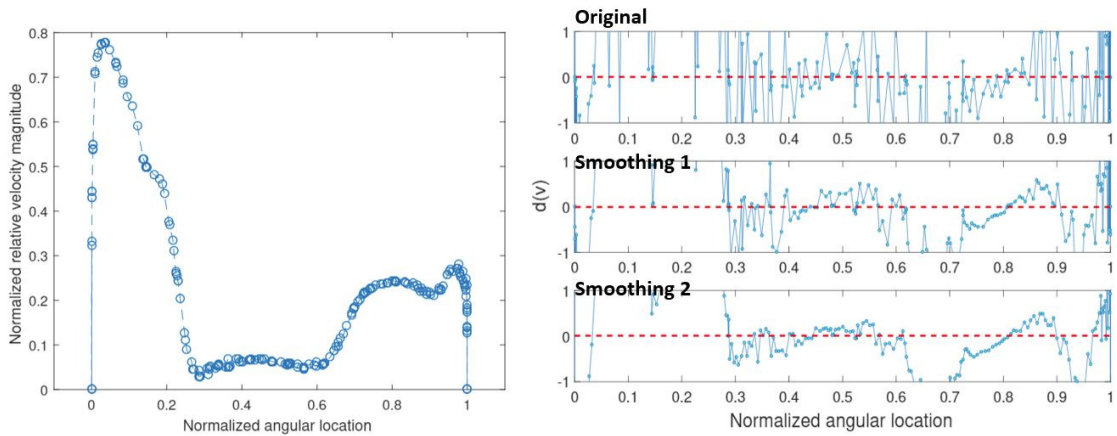 Normalized relative velocity magnitude
0.8
0.7
0.6
0.5
0.4
0.3
0.2
0.1
0
0 0.2 0.4 0.6 0.8 1
Normalized angular location
d(v)
Original
1
0
-1
0 0.1 0.2 0.3 0.4 0.5 0.6 0.7 0.8 0.9 1
Smoothing 1
1
0
-1
0 0.1 0.2 0.3 0.4 0.5 0.6 0.7 0.8 0.9 1
Smoothing 2
1
0
-1
0 0.1 0.2 0.3 0.4 0.5 0.6 0.7 0.8 0.9 1
Normalized angular location